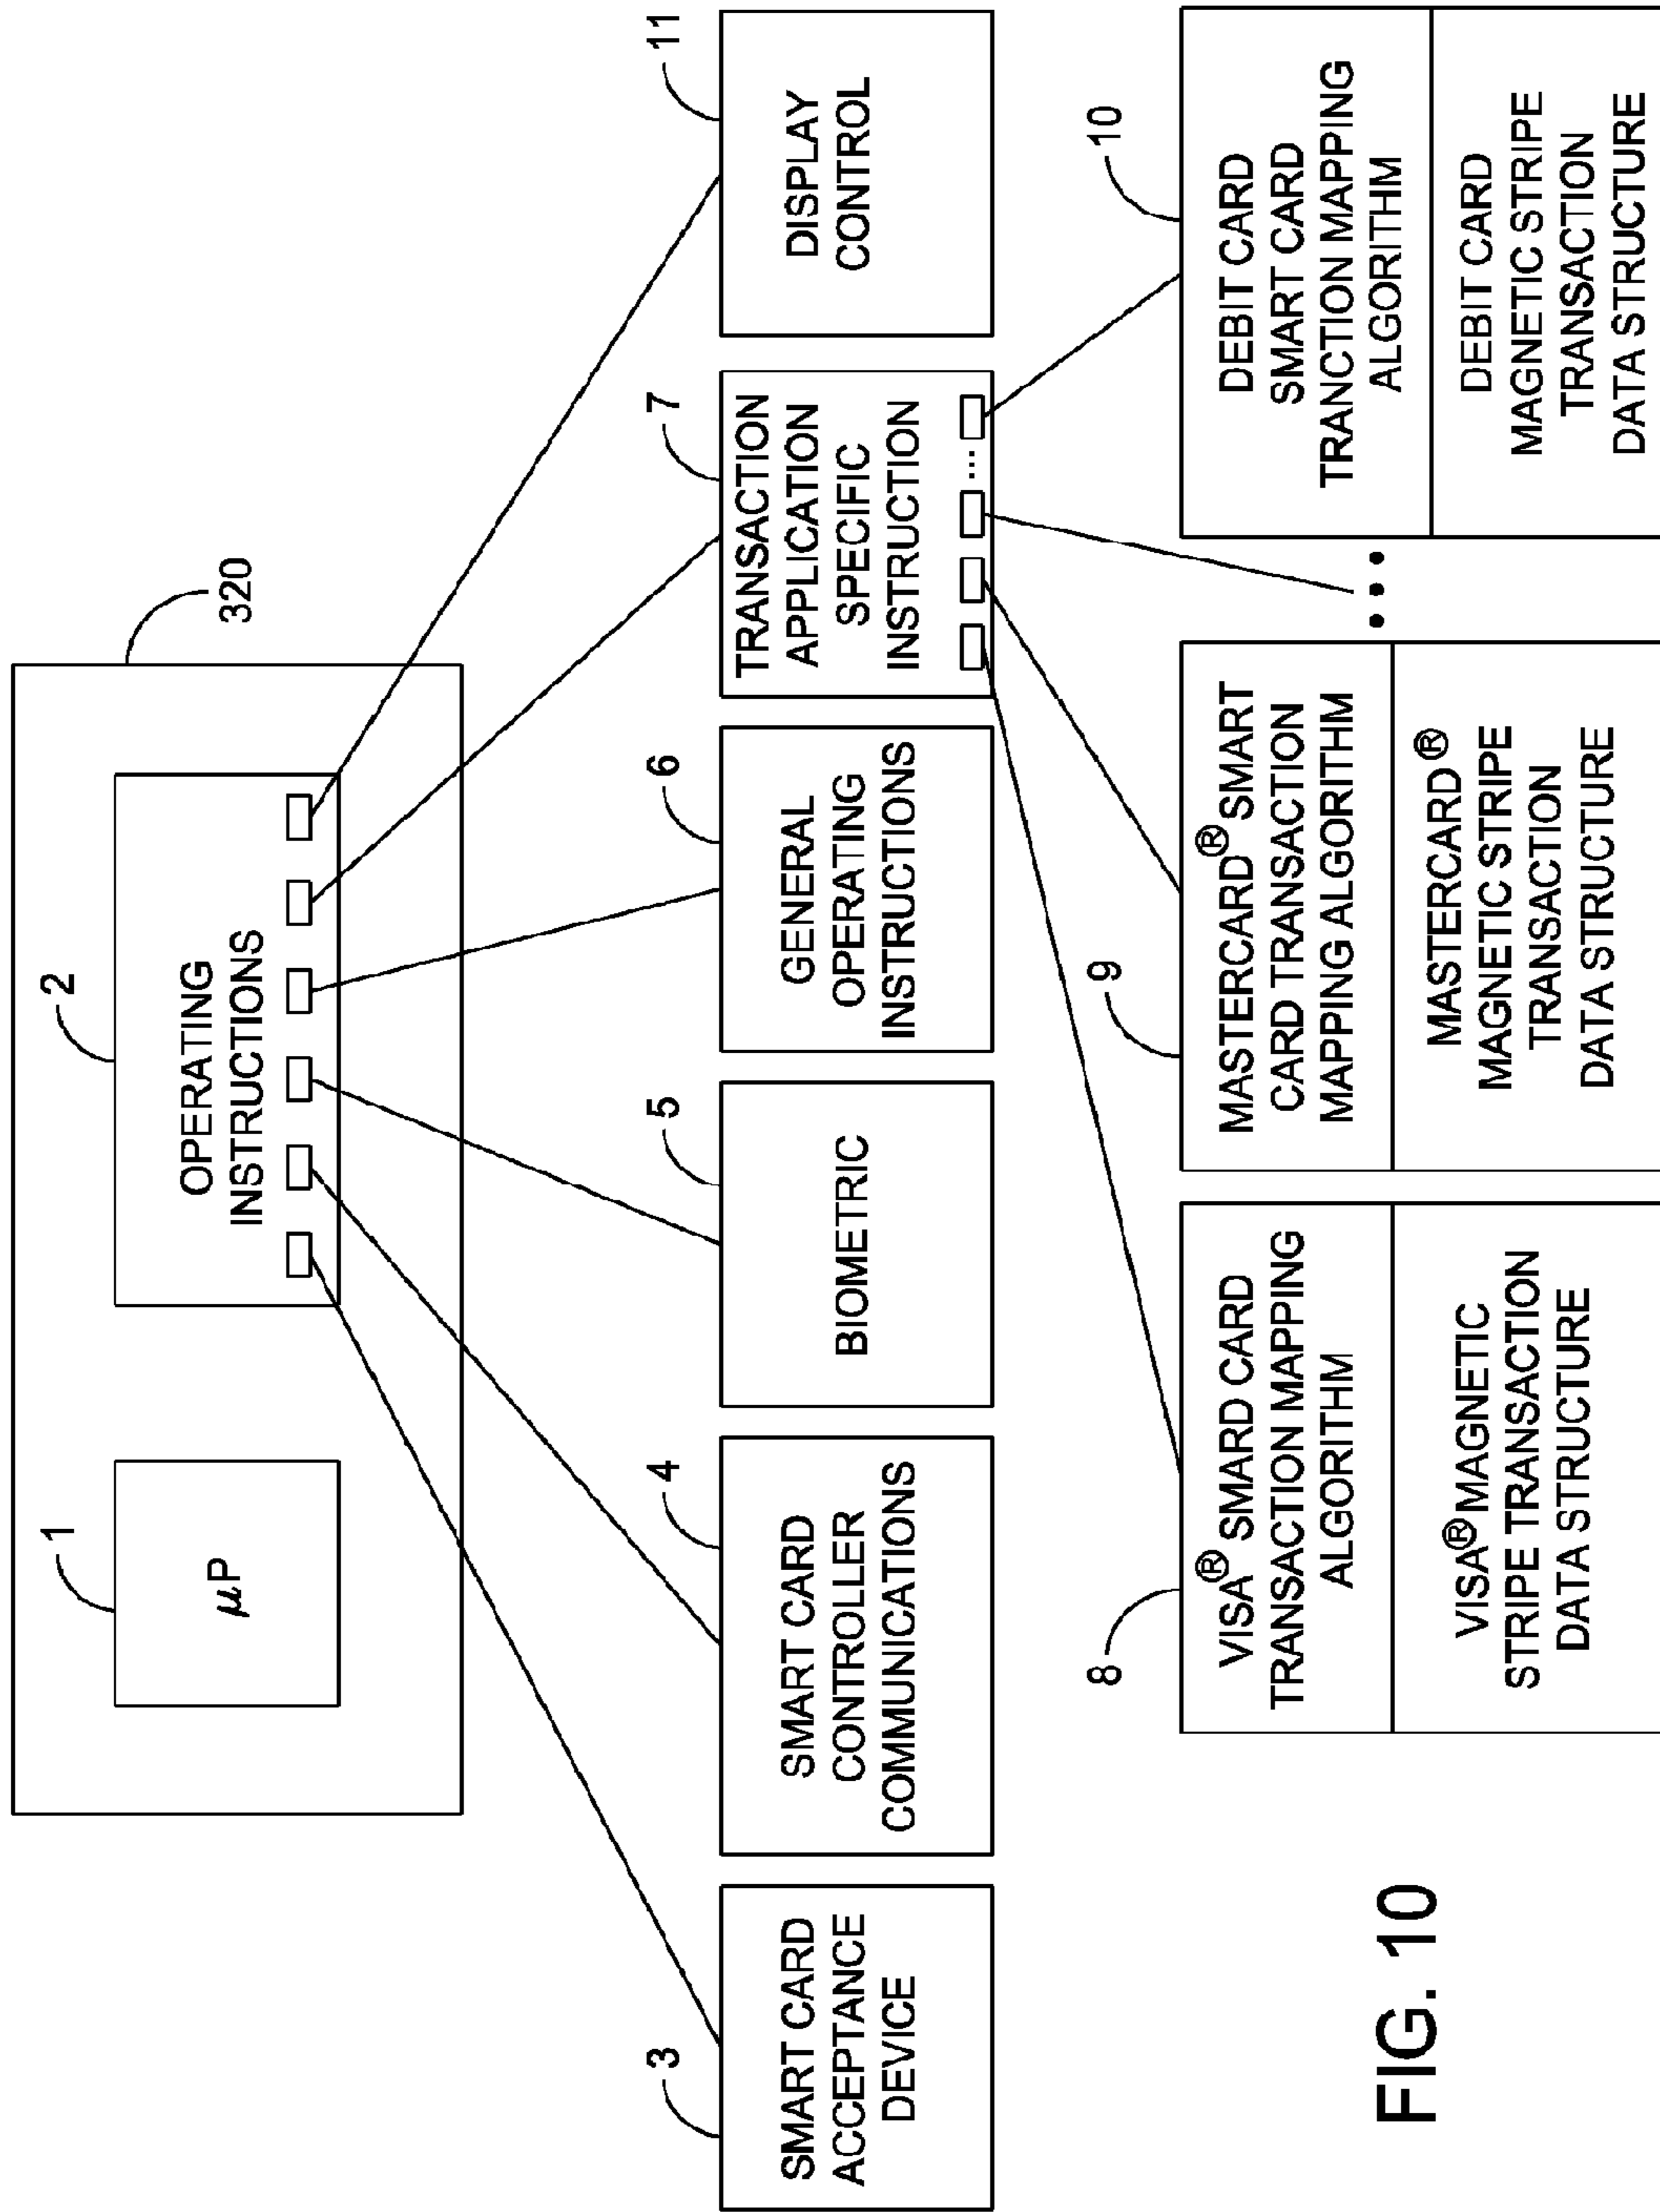 320
1
µP
2
OPERATING
INSTRUCTIONS
3
SMART CARD
ACCEPTANCE
DEVICE
4
SMART CARD
CONTROLLER
COMMUNICATIONS
5
BIOMETRIC
6
GENERAL
OPERATING
INSTRUCTIONS
7
TRANSACTION
APPLICATION
SPECIFIC
INSTRUCTION
...
11
DISPLAY
CONTROL
8
VISA® SMARD CARD
TRANSACTION MAPPING
ALGORITHM
VISA® MAGNETIC
STRIPE TRANSACTION
DATA STRUCTURE
9
MASTERCARD® SMART
CARD TRANSACTION
MAPPING ALGORITHM
MASTERCARD®
MAGNETIC STRIPE
TRANSACTION
DATA STRUCTURE
...
10
DEBIT CARD
SMART CARD
TRANCTION MAPPING
ALGORITHM
DEBIT CARD
MAGNETIC STRIPE
TRANSACTION
DATA STRUCTURE
FIG. 10